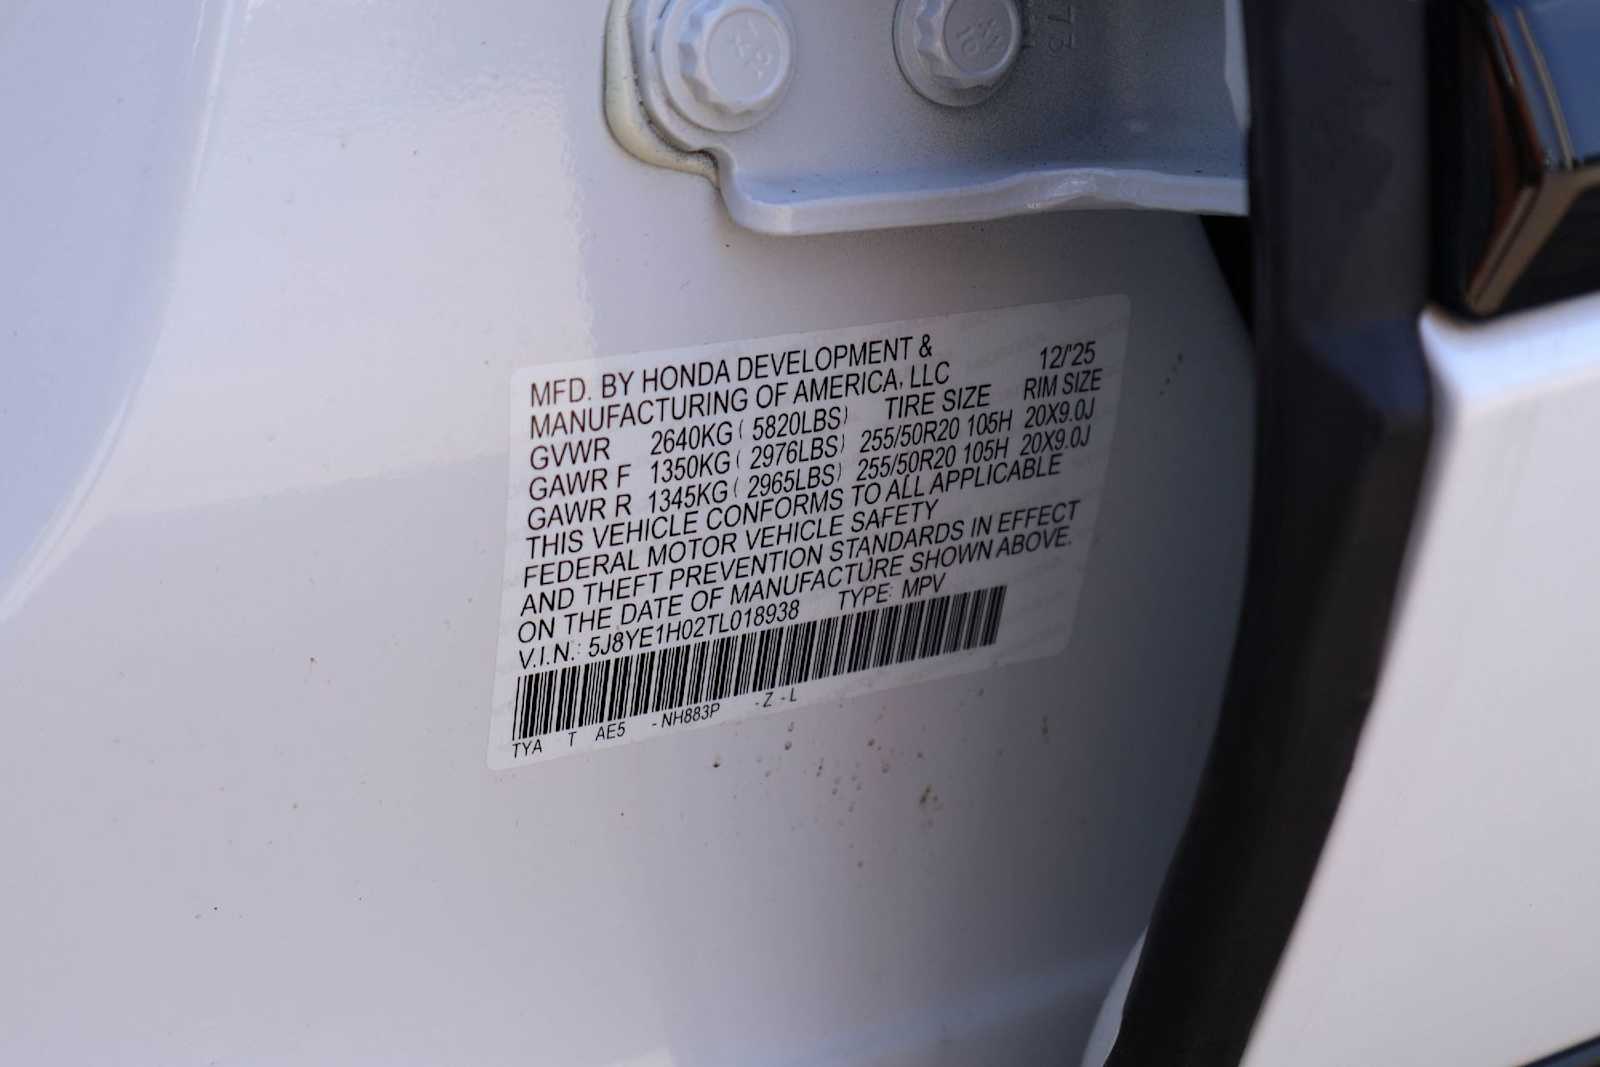 73
MFD. BY HONDA DEVELOPMENT &
MANUFACTURING OF AMERICA, LLC 12/'25
GVWR 2640KG ( 5820LBS) TIRE SIZE RIM SIZE
GAWR F 1350KG ( 2976LBS) 255/50R20 105H 20X9.0J
GAWR R 1345KG ( 2965LBS) 255/50R20 105H 20X9.0J
THIS VEHICLE CONFORMS TO ALL APPLICABLE
FEDERAL MOTOR VEHICLE SAFETY
AND THEFT PREVENTION STANDARDS IN EFFECT
ON THE DATE OF MANUFACTURE SHOWN ABOVE.
V.I.N.: 5J8YE1H02TL018938 TYPE: MPV
TYA T AE5 -NH883P -Z -L